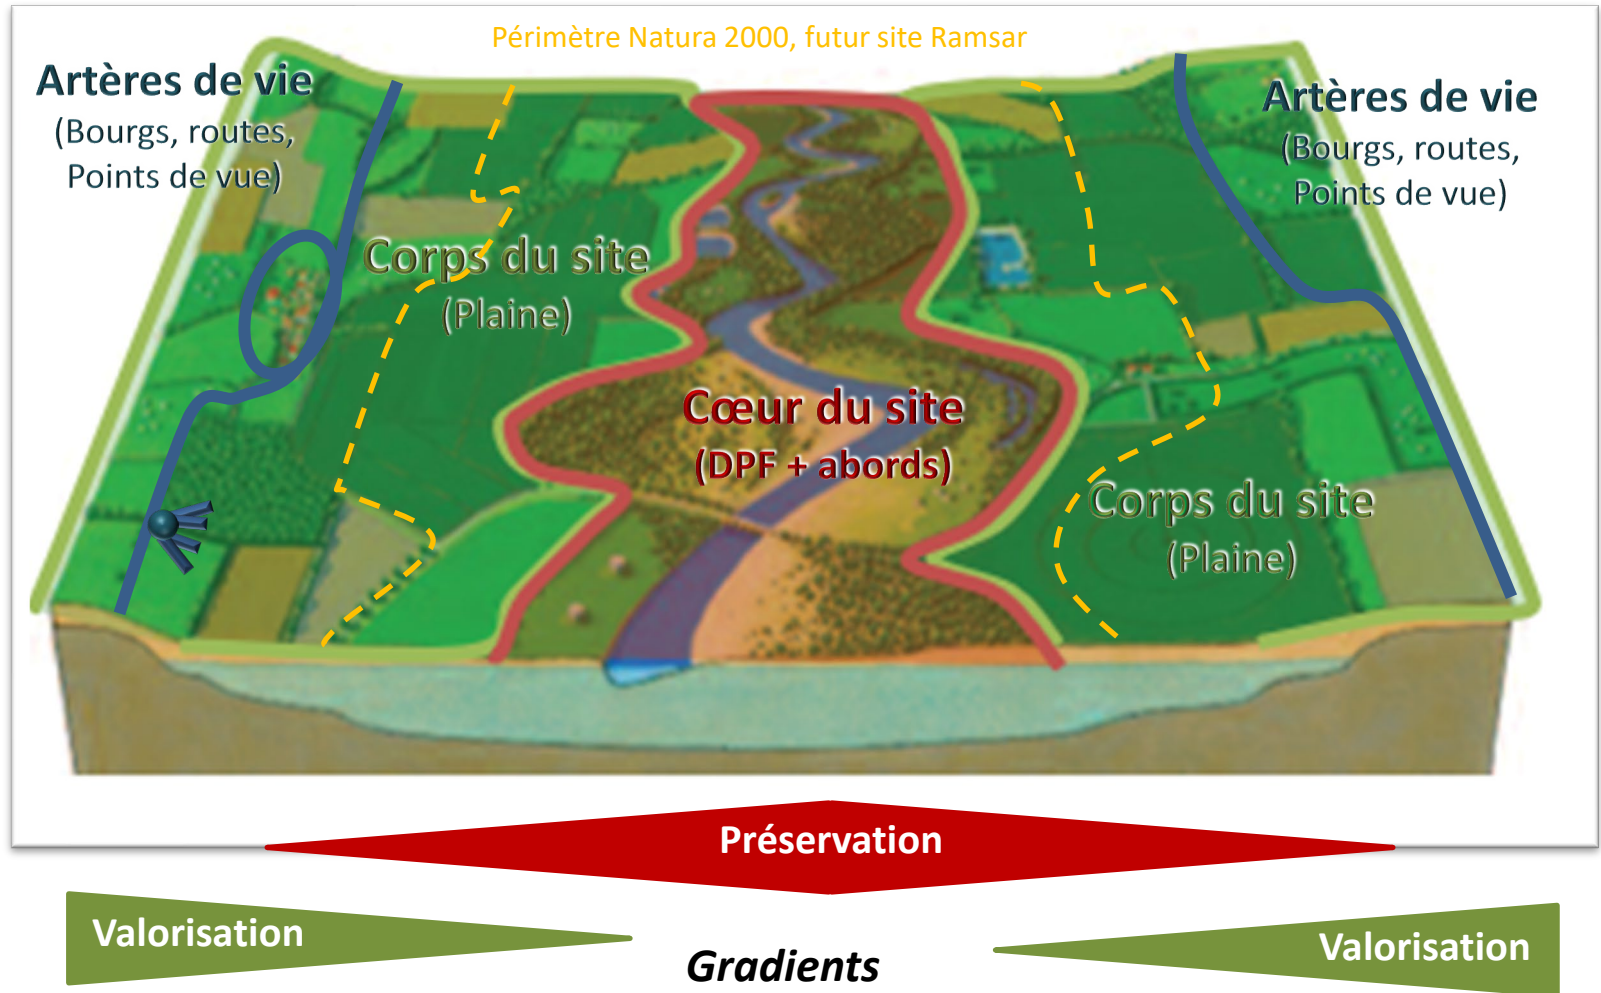 Périmètre Natura 2000, futur site Ramsar
Artères de vie
(Bourgs, routes,
Points de vue)
Artères de vie
(Bourgs, routes,
Points de vue)
Corps du site
(Plaine)
Cœur du site
(DPF + abords)
Corps du site
(Plaine)
Préservation
Valorisation
Gradients
Valorisation